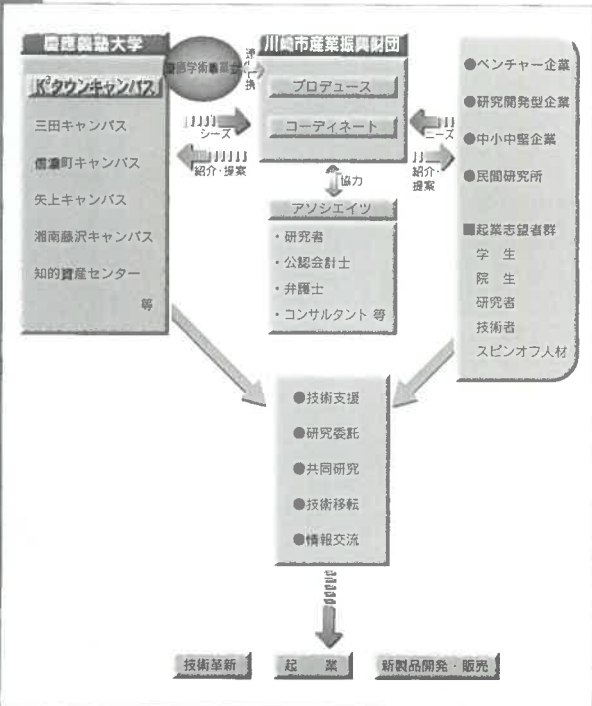 慶應義塾大学
K²タウンキャンパス
三田キャンパス
信濃町キャンパス
矢上キャンパス
湘南藤沢キャンパス
知的資産センター
等
連携
シーズ
紹介・提案
川崎市産業振興財団
プロデュース
コーディネート
協力
アソシエイツ
・研究者
・公認会計士
・弁護士
・コンサルタント 等
ニーズ
紹介・提案
●ベンチャー企業
●研究開発型企業
●中小中堅企業
●民間研究所
■起業志望者群
学 生
院 生
研究者
技術者
スピンオフ人材
●技術支援
●研究委託
●共同研究
●技術移転
●情報交流
技術革新
起 業
新製品開発・販売